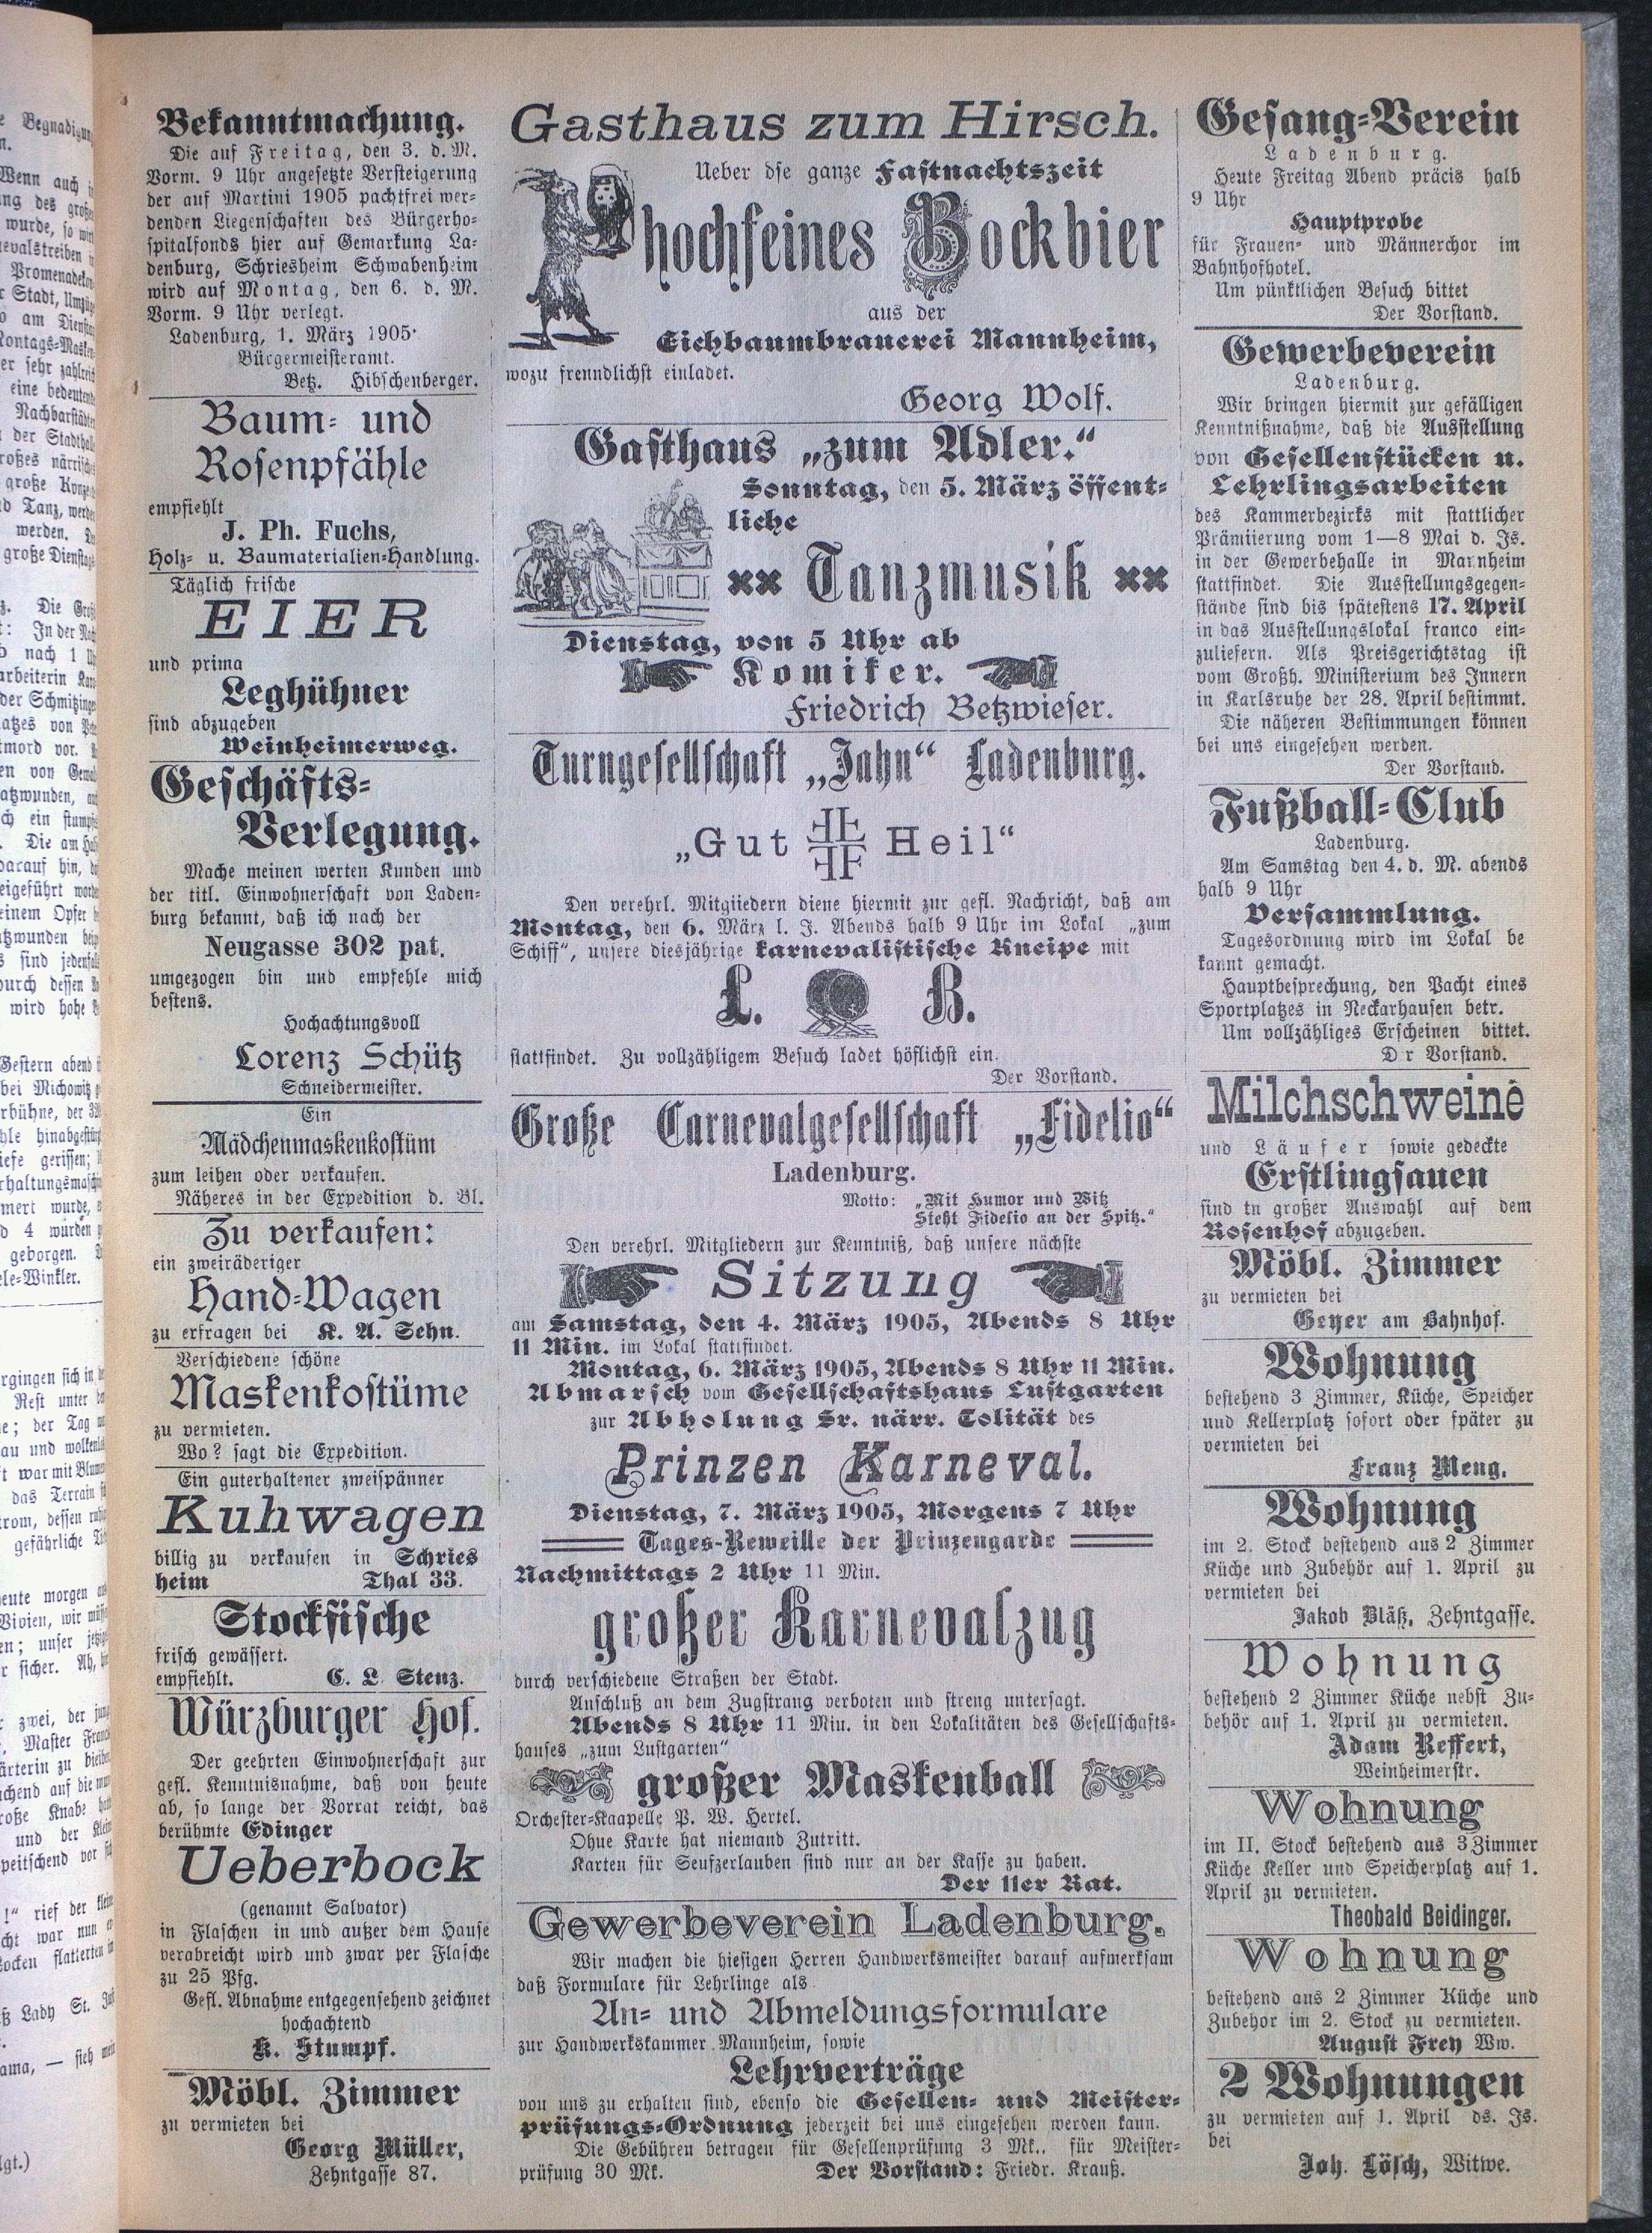 Bekanntmachung.
Die auf Freitag, den 3. d. M.
Vorm. 9 Uhr angesetzte Versteigerung
der auf Martini 1905 pachtfrei wer-
denden Liegenschaften des Bürgerho-
spitalfonds hier auf Gemarkung La-
denburg, Schriesheim Schwabenheim
wird auf Montag, den 6. d. M.
Vorm. 9 Uhr verlegt.
Ladenburg, 1. März 1905.
Bürgermeisteramt.
Betz. Hibschenberger.
Baum- und
Rosenpfähle
empfiehlt
J. Ph. Fuchs,
Holz- u. Baumaterialien-Handlung.
Täglich frische
EIER
und prima
Leghühner
sind abzugeben
Weinheimerweg.
Geschäfts-
Verlegung.
Mache meinen werten Kunden und
der titl. Einwohnerschaft von Laden-
burg bekannt, daß ich nach der
Neugasse 302 pat.
umgezogen bin und empfehle mich
bestens.
Hochachtungsvoll
Lorenz Schütz
Schneidermeister.
Ein
Mädchenmaskenkostüm
zum leihen oder verkaufen.
Näheres in der Expedition d. Bl.
Zu verkaufen:
ein zweiräderiger
Hand-Wagen
zu erfragen bei K. A. Sehn.
Verschiedene schöne
Maskenkostüme
zu vermieten.
Wo? sagt die Expedition.
Ein guterhaltener zweispänner
Kuhwagen
billig zu verkaufen in Schries
heim Thal 33.
Stockfische
frisch gewässert.
empfiehlt. C. L. Stenz.
Würzburger Hof.
Der geehrten Einwohnerschaft zur
gefl. Kenntnisnahme, daß von heute
ab, so lange der Vorrat reicht, das
berühmte Edinger
Ueberbock
(genannt Salvator)
in Flaschen in und außer dem Hause
verabreicht wird und zwar per Flasche
zu 25 Pfg.
Gefl. Abnahme entgegensehend zeichnet
hochachtend
K. Stumpf.
Möbl. Zimmer
zu vermieten bei
Georg Müller,
Zehntgasse 87.
Gasthaus zum Hirsch.
Ueber dse ganze Fastnachtszeit
hochfeines Bockbier
aus der
Eichbaumbrauerei Mannheim,
wozu freundlichst einladet.
Georg Wolf.
Gasthaus „zum Adler.“
Sonntag, den 5. März öffent-
liche
Tanzmusik
Dienstag, von 5 Uhr ab
Komiker.
Friedrich Betzwieser.
Turngesellschaft „Jahn“ Ladenburg.
„Gut Heil“
Den verehrl. Mitgiiedern diene hiermit zur gefl. Nachricht, daß am
Montag, den 6. März l. J. Abends halb 9 Uhr im Lokal „zum
Schiff“, unsere diesjährige karnevalistische Kneipe mit
L. B.
stattfindet. Zu vollzähligem Besuch ladet höflichst ein.
Der Vorstand.
Große Carnevalgesellschaft „Fidelio“
Ladenburg.
Motto: „Mit Humor und Witz
Steht Fidelio an der Spitz.“
Den verehrl. Mitgliedern zur Kenntniß, daß unsere nächste
Sitzung
am Samstag, den 4. März 1905, Abends 8 Uhr
11 Min. im Lokal stattfindet.
Montag, 6. März 1905, Abends 8 Uhr 11 Min.
Abmarsch vom Gesellschaftshaus Lustgarten
zur Abholung Sr. närr. Tolität des
Prinzen Karneval.
Dienstag, 7. März 1905, Morgens 7 Uhr
Tages-Reweille der Prinzengarde
Nachmittags 2 Uhr 11 Min.
großer Karnevalzug
durch verschiedene Straßen der Stadt.
Anschluß an dem Zugstrang verboten und streng untersagt.
Abends 8 Uhr 11 Min. in den Lokalitäten des Gesellschafts-
hauses „zum Lustgarten“
großer Maskenball
Orchester-Kaapelle P. W. Hertel.
Ohne Karte hat niemand Zutritt.
Karten für Seufzerlauben sind nur an der Kasse zu haben.
Der 11er Rat.
Gewerbeverein Ladenburg.
Wir machen die hiesigen Herren Handwerksmeister darauf aufmerksam
daß Formulare für Lehrlinge als
An- und Abmeldungsformulare
zur Handwerkskammer Mannheim, sowie
Lehrverträge
von uns zu erhalten sind, ebenso die Gesellen- und Meister-
prüfungs-Ordnung jederzeit bei uns eingesehen werden kann.
Die Gebühren betragen für Gesellenprüfung 3 Mk., für Meister-
prüfung 30 Mk. Der Vorstand: Friedr. Krauß.
Gesang-Verein
Ladenburg.
Heute Freitag Abend präcis halb
9 Uhr
Hauptprobe
für Frauen- und Männerchor im
Bahnhofhotel.
Um pünktlichen Besuch bittet
Der Vorstand.
Gewerbeverein
Ladenburg.
Wir bringen hiermit zur gefälligen
Kenntnißnahme, daß die Ausstellung
von Gesellenstücken u.
Lehrlingsarbeiten
des Kammerbezirks mit stattlicher
Prämiierung vom 1—8 Mai d. Js.
in der Gewerbehalle in Mannheim
stattfindet. Die Ausstellungsgegen-
stände sind bis spätestens 17. April
in das Ausstellungslokal franco ein-
zuliefern. Als Preisgerichtstag ist
vom Großh. Ministerium des Innern
in Karlsruhe der 28. April bestimmt.
Die näheren Bestimmungen können
bei uns eingesehen werden.
Der Vorstand.
Fußball-Club
Ladenburg.
Am Samstag den 4. d. M. abends
halb 9 Uhr
Versammlung.
Tagesordnung wird im Lokal be
kannt gemacht.
Hauptbesprechung, den Pacht eines
Sportplatzes in Neckarhausen betr.
Um vollzähliges Erscheinen bittet.
D r Vorstand.
Milchschweine
und Läufer sowie gedeckte
Erstlingsauen
sind tn großer Auswahl auf dem
Rosenhof abzugeben.
Möbl. Zimmer
zu vermieten bei
Geyer am Bahnhof.
Wohnung
bestehend 3 Zimmer, Küche, Speicher
und Kellerplatz sofort oder später zu
vermieten bei
Franz Meng.
Wohnung
im 2. Stock bestehend aus 2 Zimmer
Küche und Zubehör auf 1. April zu
vermieten bei
Jakob Bläß, Zehntgasse.
Wohnung
bestehend 2 Zimmer Küche nebst Zu-
behör auf 1. April zu vermieten.
Adam Reffert,
Weinheimerstr.
Wohnung
im II. Stock bestehend aus 3 Zimmer
Küche Keller und Speicherplatz auf 1.
April zu vermieten.
Theobald Beidinger.
Wohnung
bestehend aus 2 Zimmer Küche und
Zubehor im 2. Stock zu vermieten.
August Frey Ww.
2 Wohnungen
zu vermieten auf 1. April ds. Js.
bei
Joh. Lösch, Witwe.